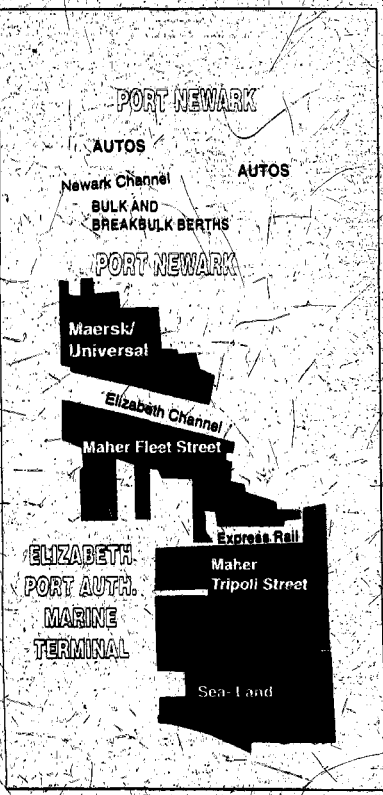 PORT NEWARK
AUTOS
AUTOS
Newark Channel
BULK AND
BREAKBULK BERTHS
PORT NEWARK
Maersk/
Universal
Elizabeth Channel
Maher Fleet Street
Express Rail
ELIZABETH
PORT AUTH.
MARINE
TERMINAL
Maher
Tripoli Street
Sea-Land